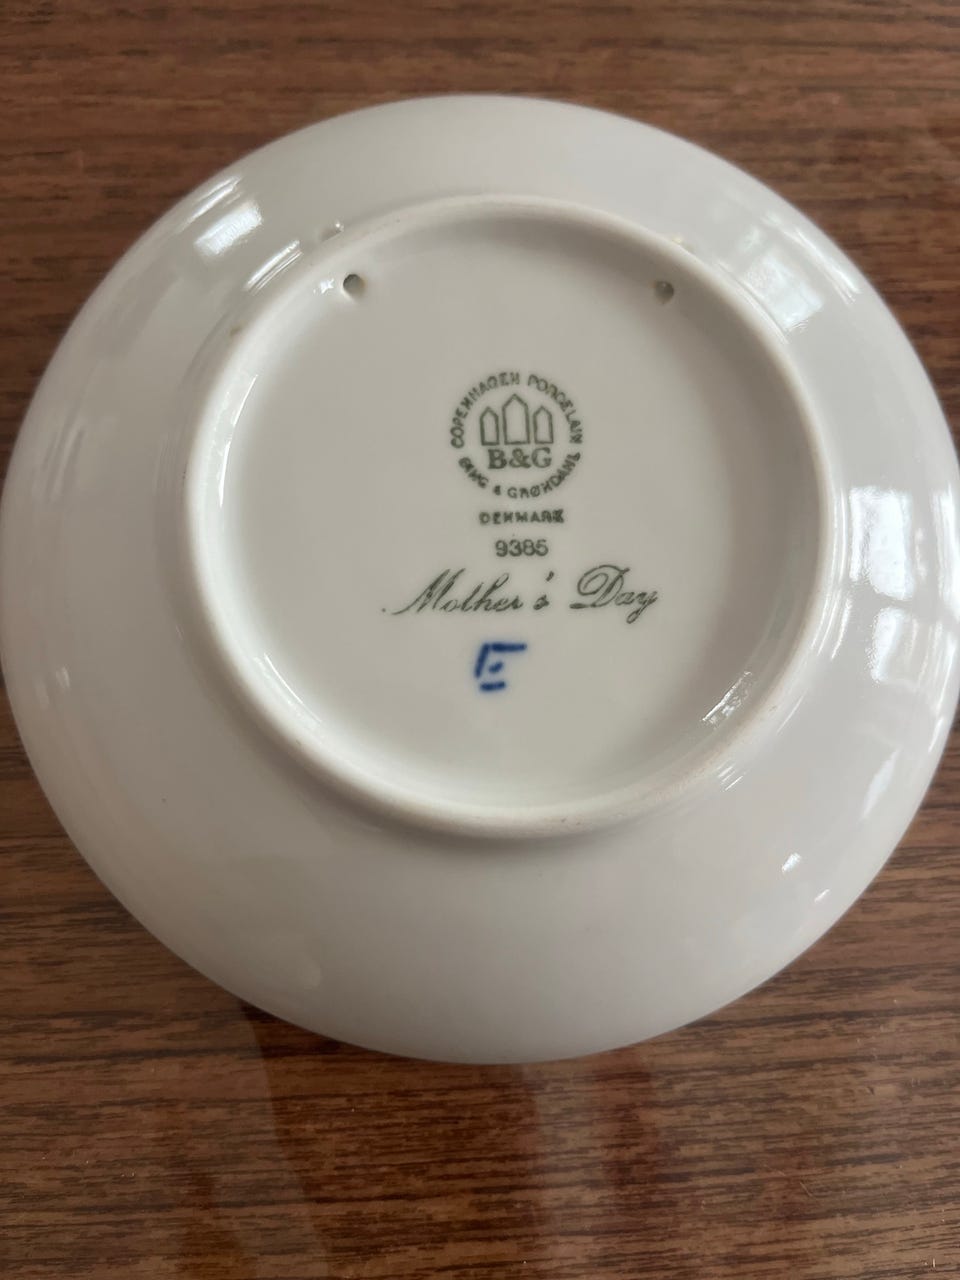 COPENHAGEN PORCELAIN
B&G
BING & GRØNDAHL
DENMARK
9385
Mother's Day
E